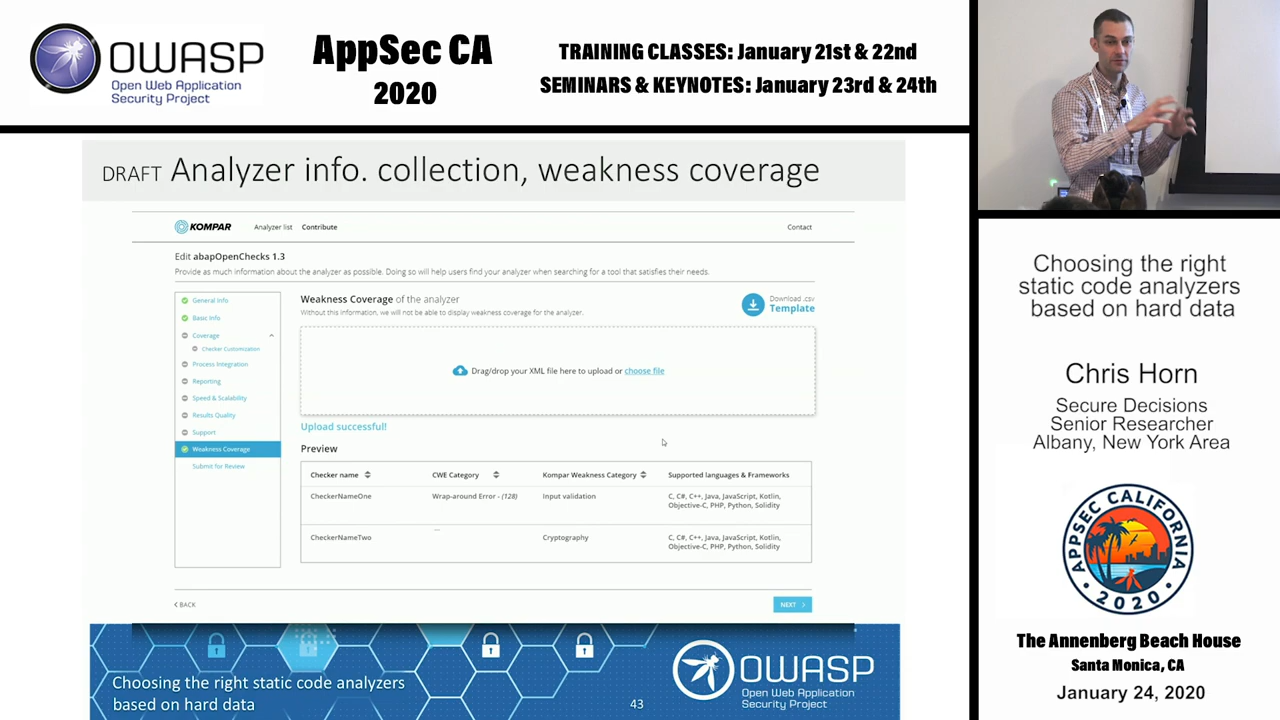 OWASP
Open Web Application
Security Project
AppSec CA
2020
TRAINING CLASSES: January 21st & 22nd
SEMINARS & KEYNOTES: January 23rd & 24th
DRAFT Analyzer info. collection, weakness coverage
KOMPAR
Analyzer list
Contribute
Contact
Edit abapOpenChecks 1.3
Provide as much information about the analyzer as possible. Doing so will help users find your analyzer when searching for a tool that satisfies their needs.
General Info
Basic Info
Coverage
Checker Customization
Process Integration
Reporting
Speed & Scalability
Results Quality
Support
Weakness Coverage
Submit for Review
Weakness Coverage of the analyzer
Without this information, we will not be able to display weakness coverage for the analyzer.
Download .csv
Template
Drag/drop your XML file here to upload or choose file
Upload successful!
Preview
Checker name
CWE Category
Kompar Weakness Category
Supported languages & Frameworks
CheckerNameOne
Wrap-around Error - (128)
Input validation
C, C#, C++, Java, JavaScript, Kotlin,
Objective-C, PHP, Python, Solidity
CheckerNameTwo
Cryptography
C, C#, C++, Java, JavaScript, Kotlin,
Objective-C, PHP, Python, Solidity
BACK
NEXT
Choosing the right static code analyzers
based on hard data
43
OWASP
Open Web Application
Security Project
Choosing the right
static code analyzers
based on hard data
Chris Horn
Secure Decisions
Senior Researcher
Albany, New York Area
APPSEC CALIFORNIA
2020
The Annenberg Beach House
Santa Monica, CA
January 24, 2020